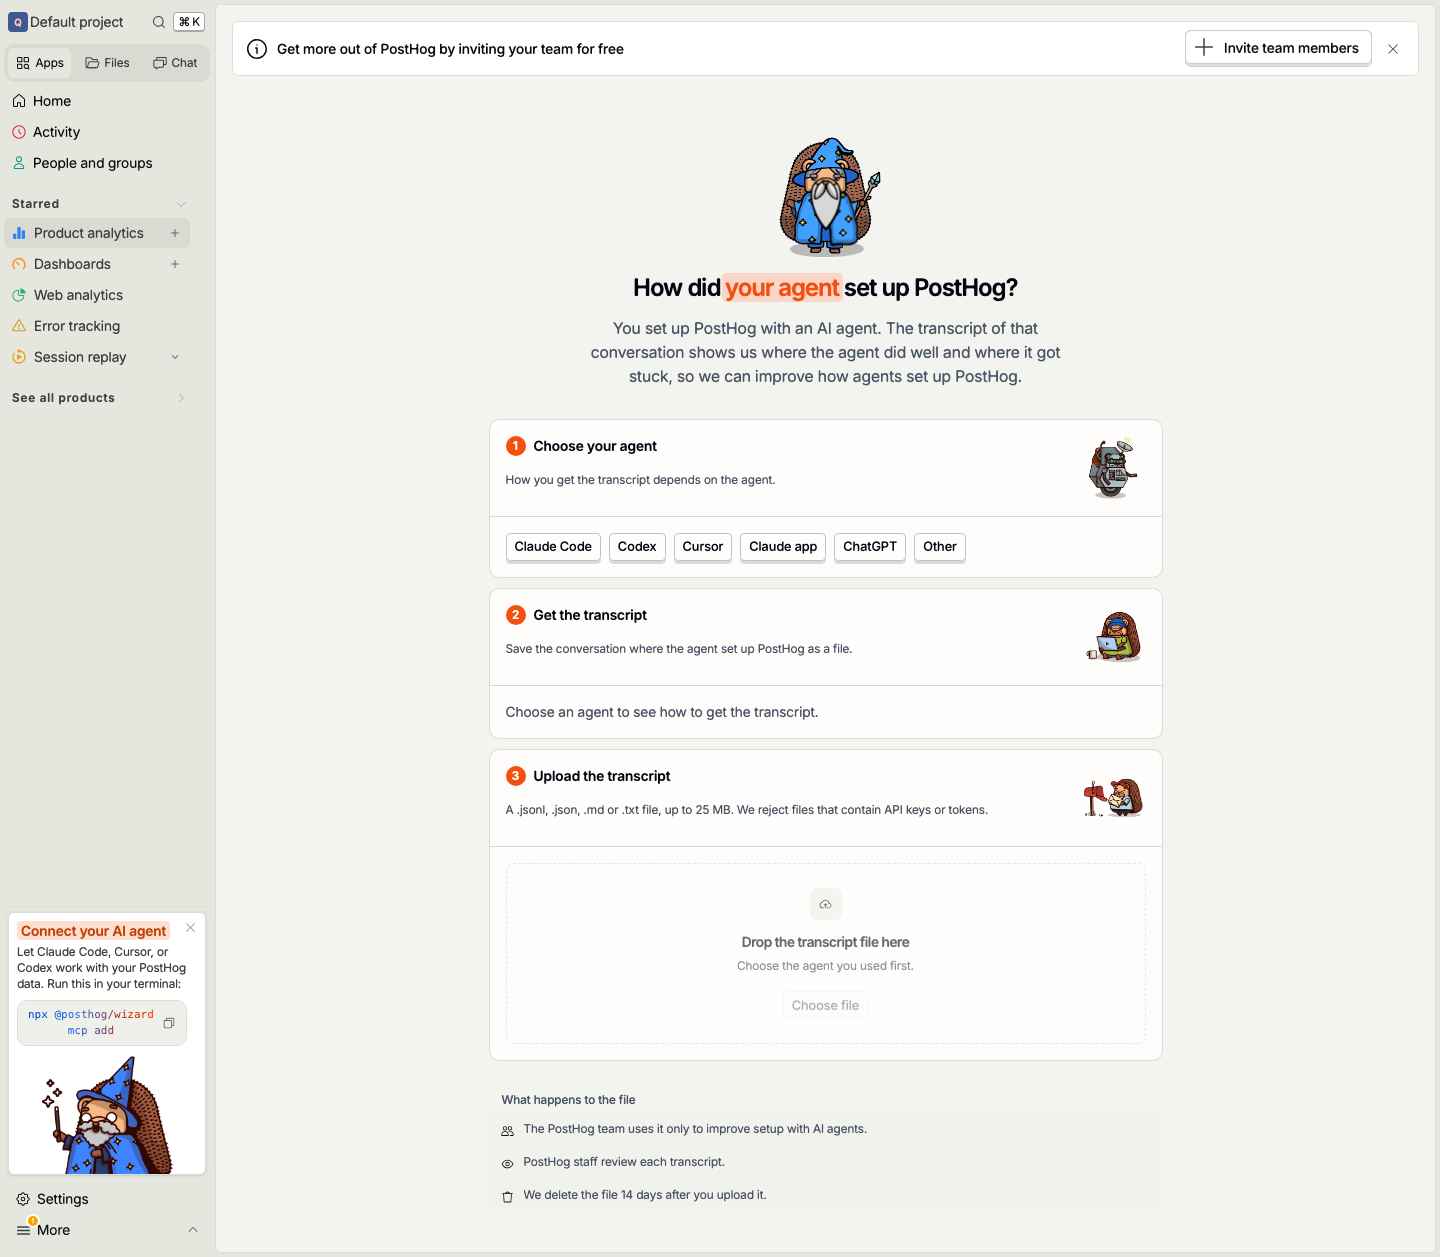 Q Default project ⌘ K
Apps Files Chat
Home
Activity
People and groups
Starred
Product analytics
Dashboards
Web analytics
Error tracking
Session replay
See all products
Connect your AI agent
Let Claude Code, Cursor, or
Codex work with your PostHog
data. Run this in your terminal:
npx @posthog/wizard
mcp add
Settings
More
Get more out of PostHog by inviting your team for free
Invite team members
How did your agent set up PostHog?
You set up PostHog with an AI agent. The transcript of that
conversation shows us where the agent did well and where it got
stuck, so we can improve how agents set up PostHog.
1 Choose your agent
How you get the transcript depends on the agent.
Claude Code Codex Cursor Claude app ChatGPT Other
2 Get the transcript
Save the conversation where the agent set up PostHog as a file.
Choose an agent to see how to get the transcript.
3 Upload the transcript
A .jsonl, .json, .md or .txt file, up to 25 MB. We reject files that contain API keys or tokens.
Drop the transcript file here
Choose the agent you used first.
Choose file
What happens to the file
The PostHog team uses it only to improve setup with AI agents.
PostHog staff review each transcript.
We delete the file 14 days after you upload it.